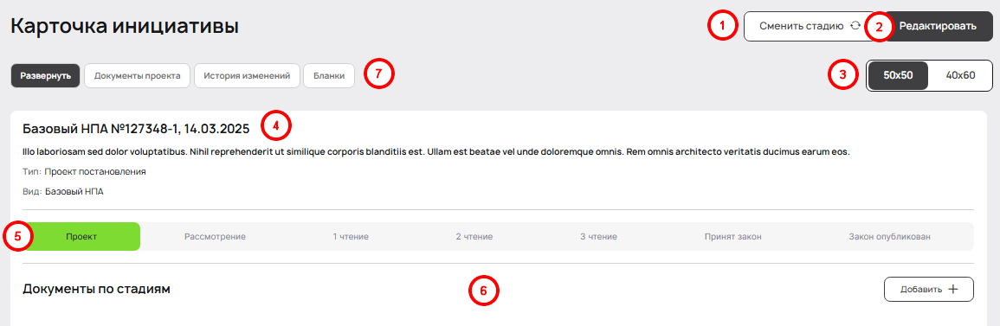 Карточка инициативы
1
Сменить стадию
2
Редактировать
Развернуть
Документы проекта
История изменений
Бланки
7
3
50x50
40x60
4
Базовый НПА №127348-1, 14.03.2025
Illo laboriosam sed dolor voluptatibus. Nihil reprehenderit ut similique corporis blanditiis est. Ullam est beatae vel unde doloremque omnis. Rem omnis architecto veritatis ducimus earum eos.
Тип: Проект постановления
Вид: Базовый НПА
5
Проект
Рассмотрение
1 чтение
2 чтение
3 чтение
Принят закон
Закон опубликован
Документы по стадиям
6
Добавить +